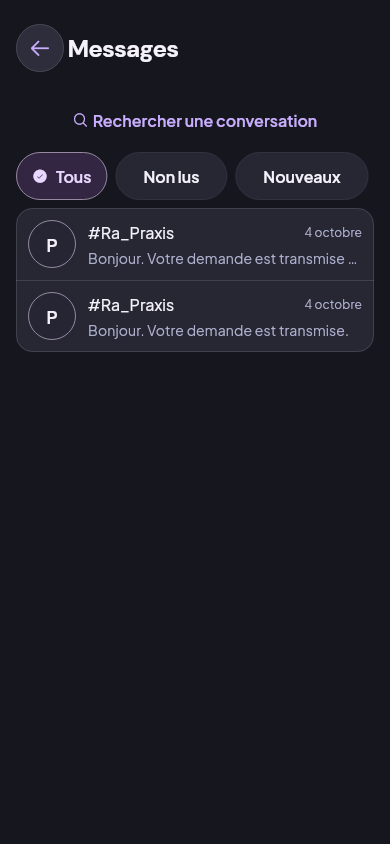 Messages
Rechercher une conversation
Tous
Non lus
Nouveaux
P
#Ra_Praxis
4 octobre
Bonjour. Votre demande est transmise ...
P
#Ra_Praxis
4 octobre
Bonjour. Votre demande est transmise.